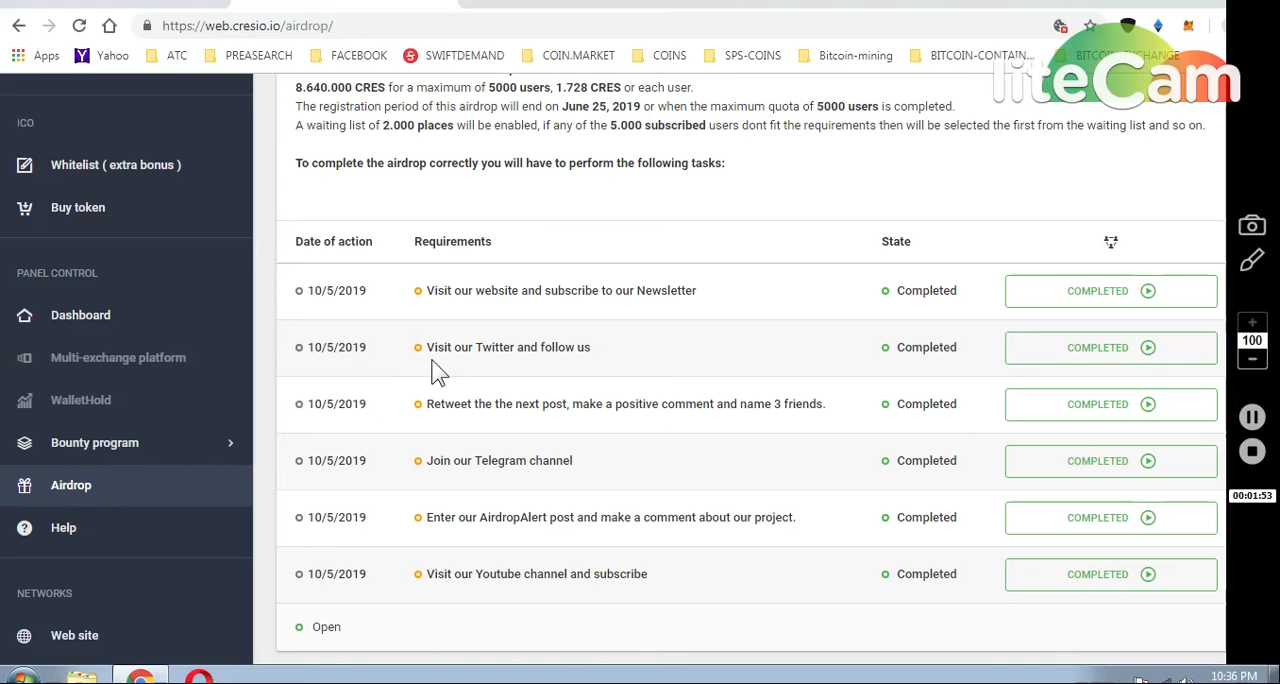 https://web.cresio.io/airdrop/
Apps Yahoo ATC PREASEARCH FACEBOOK SWIFTDEMAND COIN.MARKET COINS SPS-COINS Bitcoin-mining BITCOIN-CONTAIN... BITCOIN-EXCHANGE
liteCam
8.640.000 CRES for a maximum of 5000 users, 1.728 CRES or each user.
The registration period of this airdrop will end on June 25, 2019 or when the maximum quota of 5000 users is completed.
A waiting list of 2.000 places will be enabled, if any of the 5.000 subscribed users dont fit the requirements then will be selected the first from the waiting list and so on.
To complete the airdrop correctly you will have to perform the following tasks:
ICO
Whitelist ( extra bonus )
Buy token
PANEL CONTROL
Dashboard
Multi-exchange platform
WalletHold
Bounty program
Airdrop
Help
NETWORKS
Web site
Date of action Requirements State
10/5/2019 Visit our website and subscribe to our Newsletter Completed COMPLETED
10/5/2019 Visit our Twitter and follow us Completed COMPLETED
10/5/2019 Retweet the the next post, make a positive comment and name 3 friends. Completed COMPLETED
10/5/2019 Join our Telegram channel Completed COMPLETED
10/5/2019 Enter our AirdropAlert post and make a comment about our project. Completed COMPLETED
10/5/2019 Visit our Youtube channel and subscribe Completed COMPLETED
Open
100
00:01:53
10:36 PM